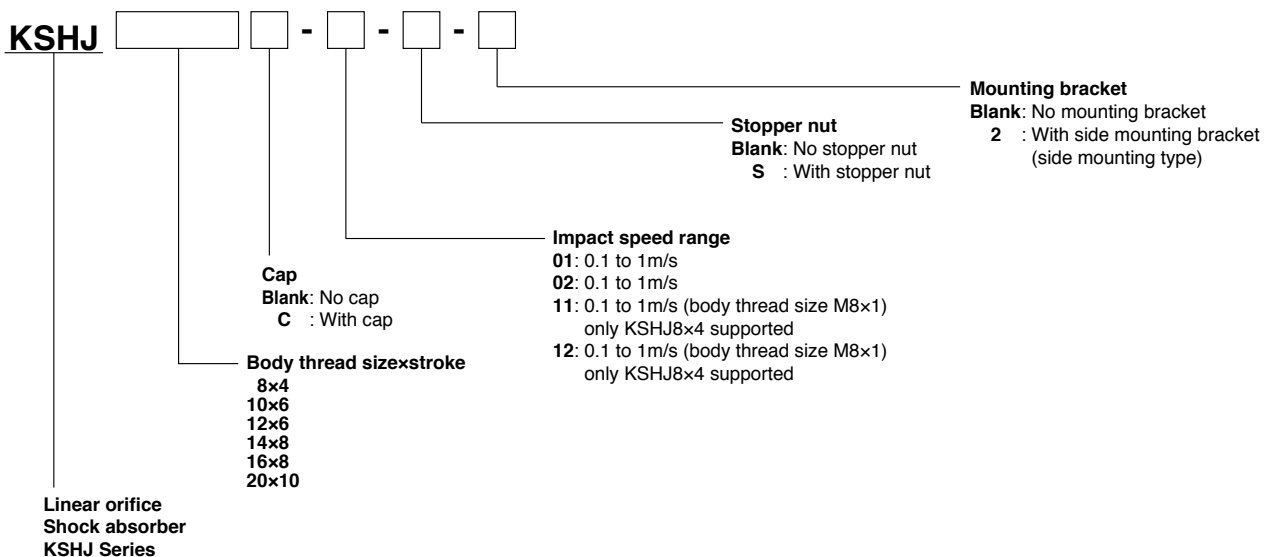 KSHJ - - -
Mounting bracket
Blank: No mounting bracket
2 : With side mounting bracket
(side mounting type)
Stopper nut
Blank: No stopper nut
S : With stopper nut
Impact speed range
01: 0.1 to 1m/s
02: 0.1 to 1m/s
11: 0.1 to 1m/s (body thread size M8×1)
only KSHJ8×4 supported
12: 0.1 to 1m/s (body thread size M8×1)
only KSHJ8×4 supported
Cap
Blank: No cap
C : With cap
Body thread size×stroke
8×4
10×6
12×6
14×8
16×8
20×10
Linear orifice
Shock absorber
KSHJ Series